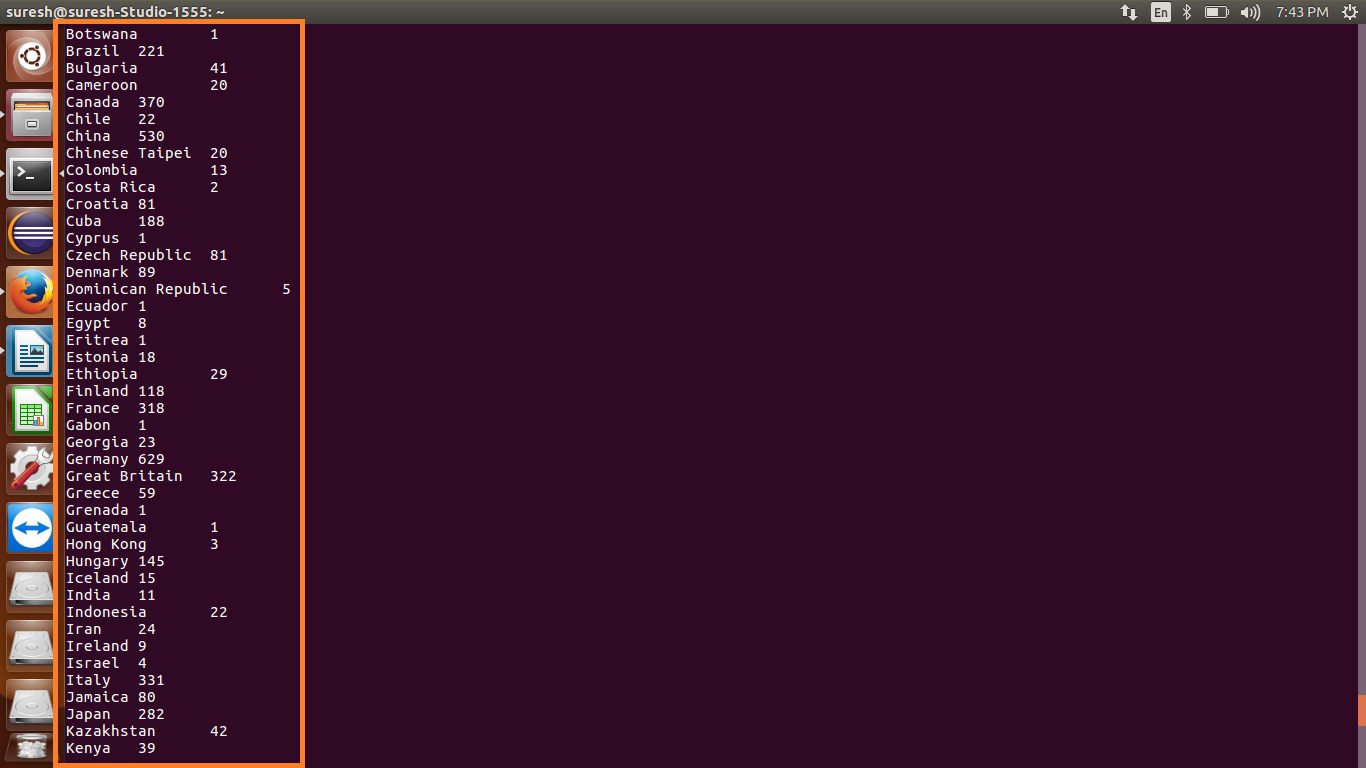 suresh@suresh-Studio-1555: ~
En
7:43 PM
Botswana 1
Brazil 221
Bulgaria 41
Cameroon 20
Canada 370
Chile 22
China 530
Chinese Taipei 20
Colombia 13
Costa Rica 2
Croatia 81
Cuba 188
Cyprus 1
Czech Republic 81
Denmark 89
Dominican Republic 5
Ecuador 1
Egypt 8
Eritrea 1
Estonia 18
Ethiopia 29
Finland 118
France 318
Gabon 1
Georgia 23
Germany 629
Great Britain 322
Greece 59
Grenada 1
Guatemala 1
Hong Kong 3
Hungary 145
Iceland 15
India 11
Indonesia 22
Iran 24
Ireland 9
Israel 4
Italy 331
Jamaica 80
Japan 282
Kazakhstan 42
Kenya 39